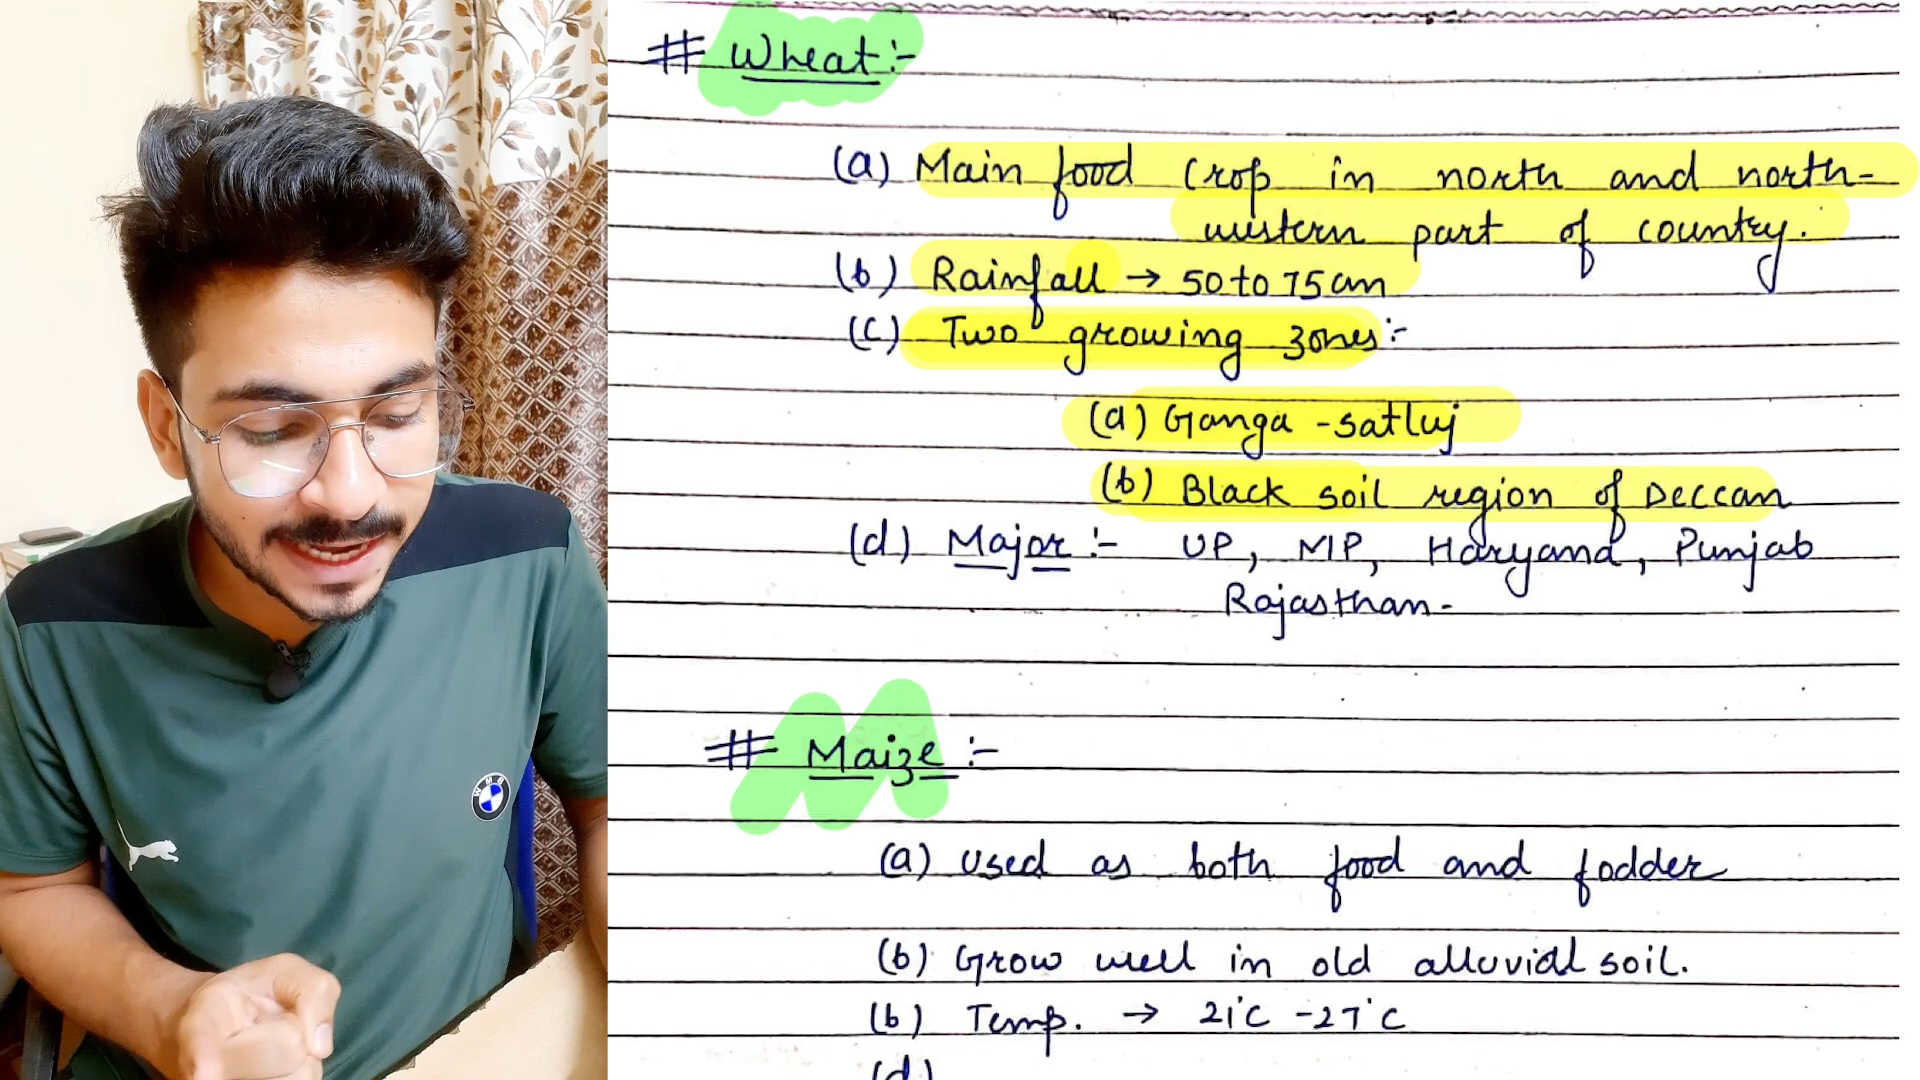 # Wheat:-
(a) Main food crop in north and north-
western part of country.
(b) Rainfall → 50 to 75cm
(c) Two growing zones:-
(a) Ganga -satluj
(b) Black soil region of Deccan
(d) Major :- UP, MP, Haryana, Punjab
Rajasthan-
# Maize :-
(a) used as both food and fodder
(b) Grow well in old alluvial soil.
(b) Temp. → 21°C -27°C
(d)
BMW